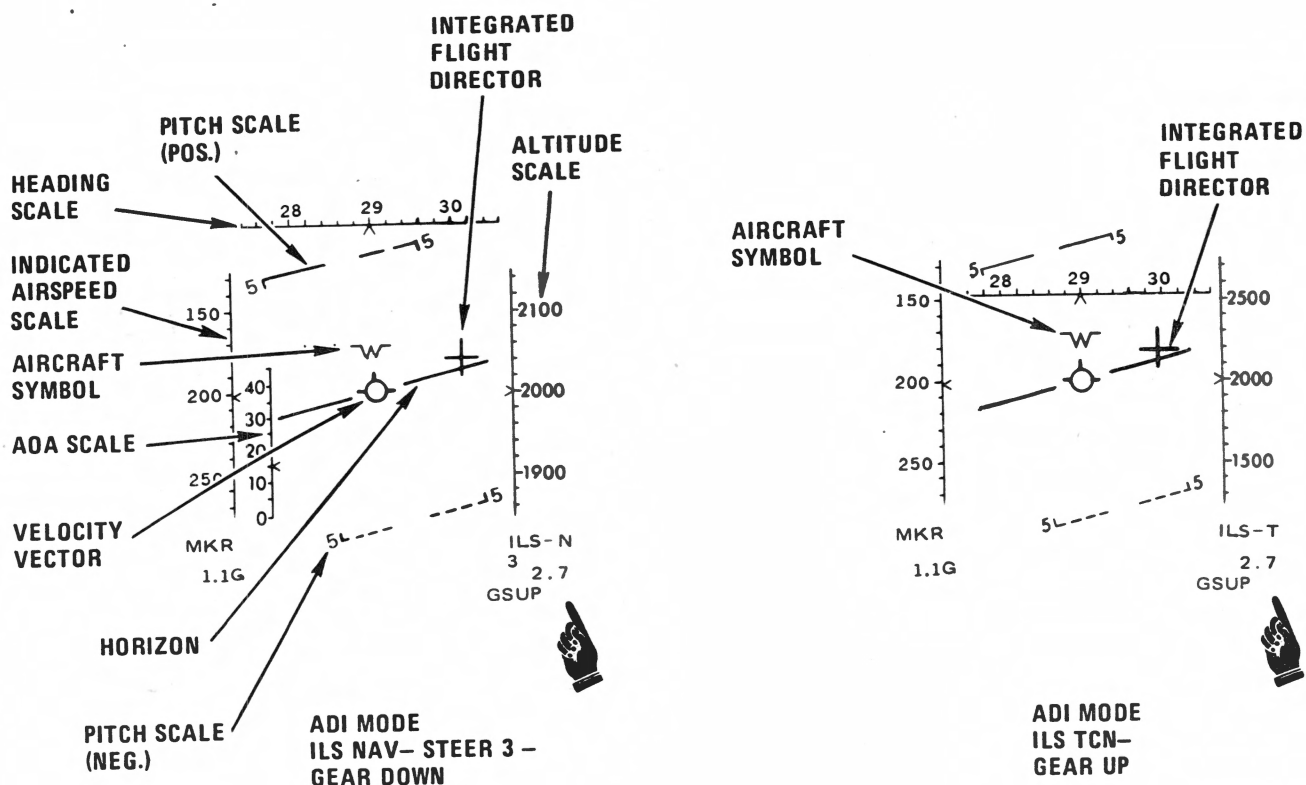 INTEGRATED
FLIGHT
DIRECTOR
PITCH SCALE
(POS.)
ALTITUDE
SCALE
HEADING
SCALE
28 29 30
5 5
INDICATED
AIRSPEED
SCALE
150
2100
AIRCRAFT
SYMBOL
W
200
40
30
20
10
0
2000
AOA SCALE
250
1900
VELOCITY
VECTOR
5 5
MKR
1.1G
ILS-N
3 2.7
GSUP
HORIZON
PITCH SCALE
(NEG.)
ADI MODE
ILS NAV– STEER 3 –
GEAR DOWN
INTEGRATED
FLIGHT
DIRECTOR
AIRCRAFT
SYMBOL
5 5
28 29 30
150
2500
W
200
2000
250
1500
5 5
MKR
1.1G
ILS-T
2.7
GSUP
ADI MODE
ILS TCN–
GEAR UP